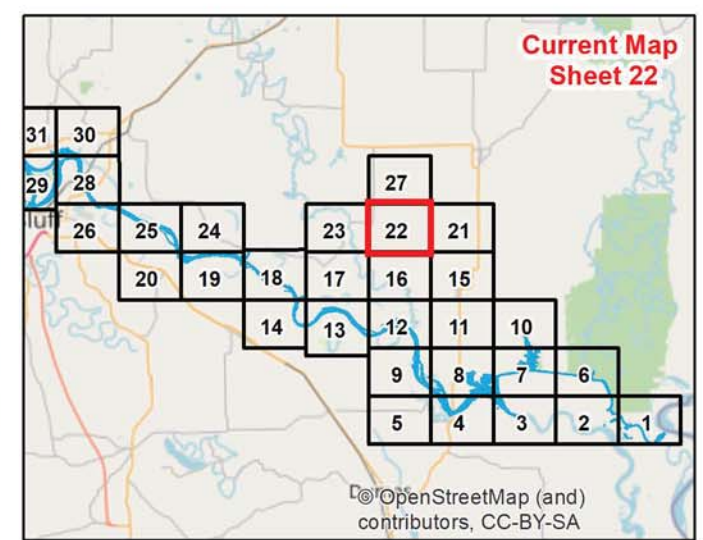 Current Map
Sheet 22
31 30
29 28 27
luff 26 25 24 23 22 21
20 19 18 17 16 15
14 13 12 11 10
9 8 7 6
5 4 3 2 1
© OpenStreetMap (and)
contributors, CC-BY-SA